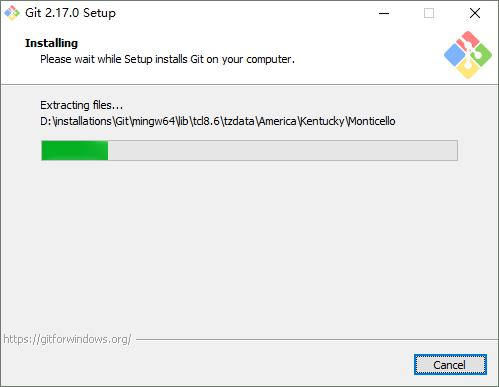 Git 2.17.0 Setup
Installing
Please wait while Setup installs Git on your computer.
Extracting files...
D:\installations\Git\mingw64\lib\tcl8.6\tzdata\America\Kentucky\Monticello
https://gitforwindows.org/
Cancel